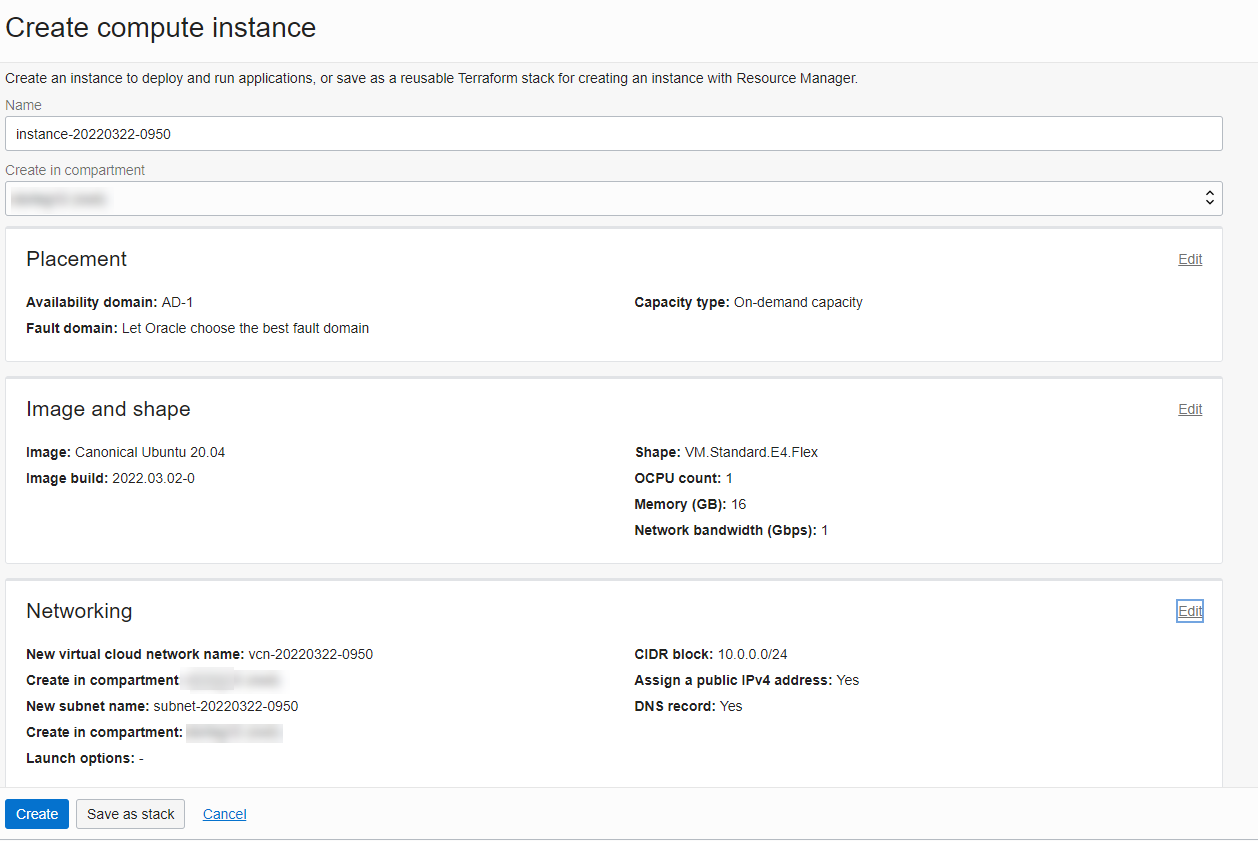 Create compute instance
Create an instance to deploy and run applications, or save as a reusable Terraform stack for creating an instance with Resource Manager.
Name
instance-20220322-0950
Create in compartment
Placement
Edit
Availability domain: AD-1
Fault domain: Let Oracle choose the best fault domain
Capacity type: On-demand capacity
Image and shape
Edit
Image: Canonical Ubuntu 20.04
Image build: 2022.03.02-0
Shape: VM.Standard.E4.Flex
OCPU count: 1
Memory (GB): 16
Network bandwidth (Gbps): 1
Networking
Edit
New virtual cloud network name: vcn-20220322-0950
Create in compartment
New subnet name: subnet-20220322-0950
Create in compartment:
Launch options: -
CIDR block: 10.0.0.0/24
Assign a public IPv4 address: Yes
DNS record: Yes
Create
Save as stack
Cancel